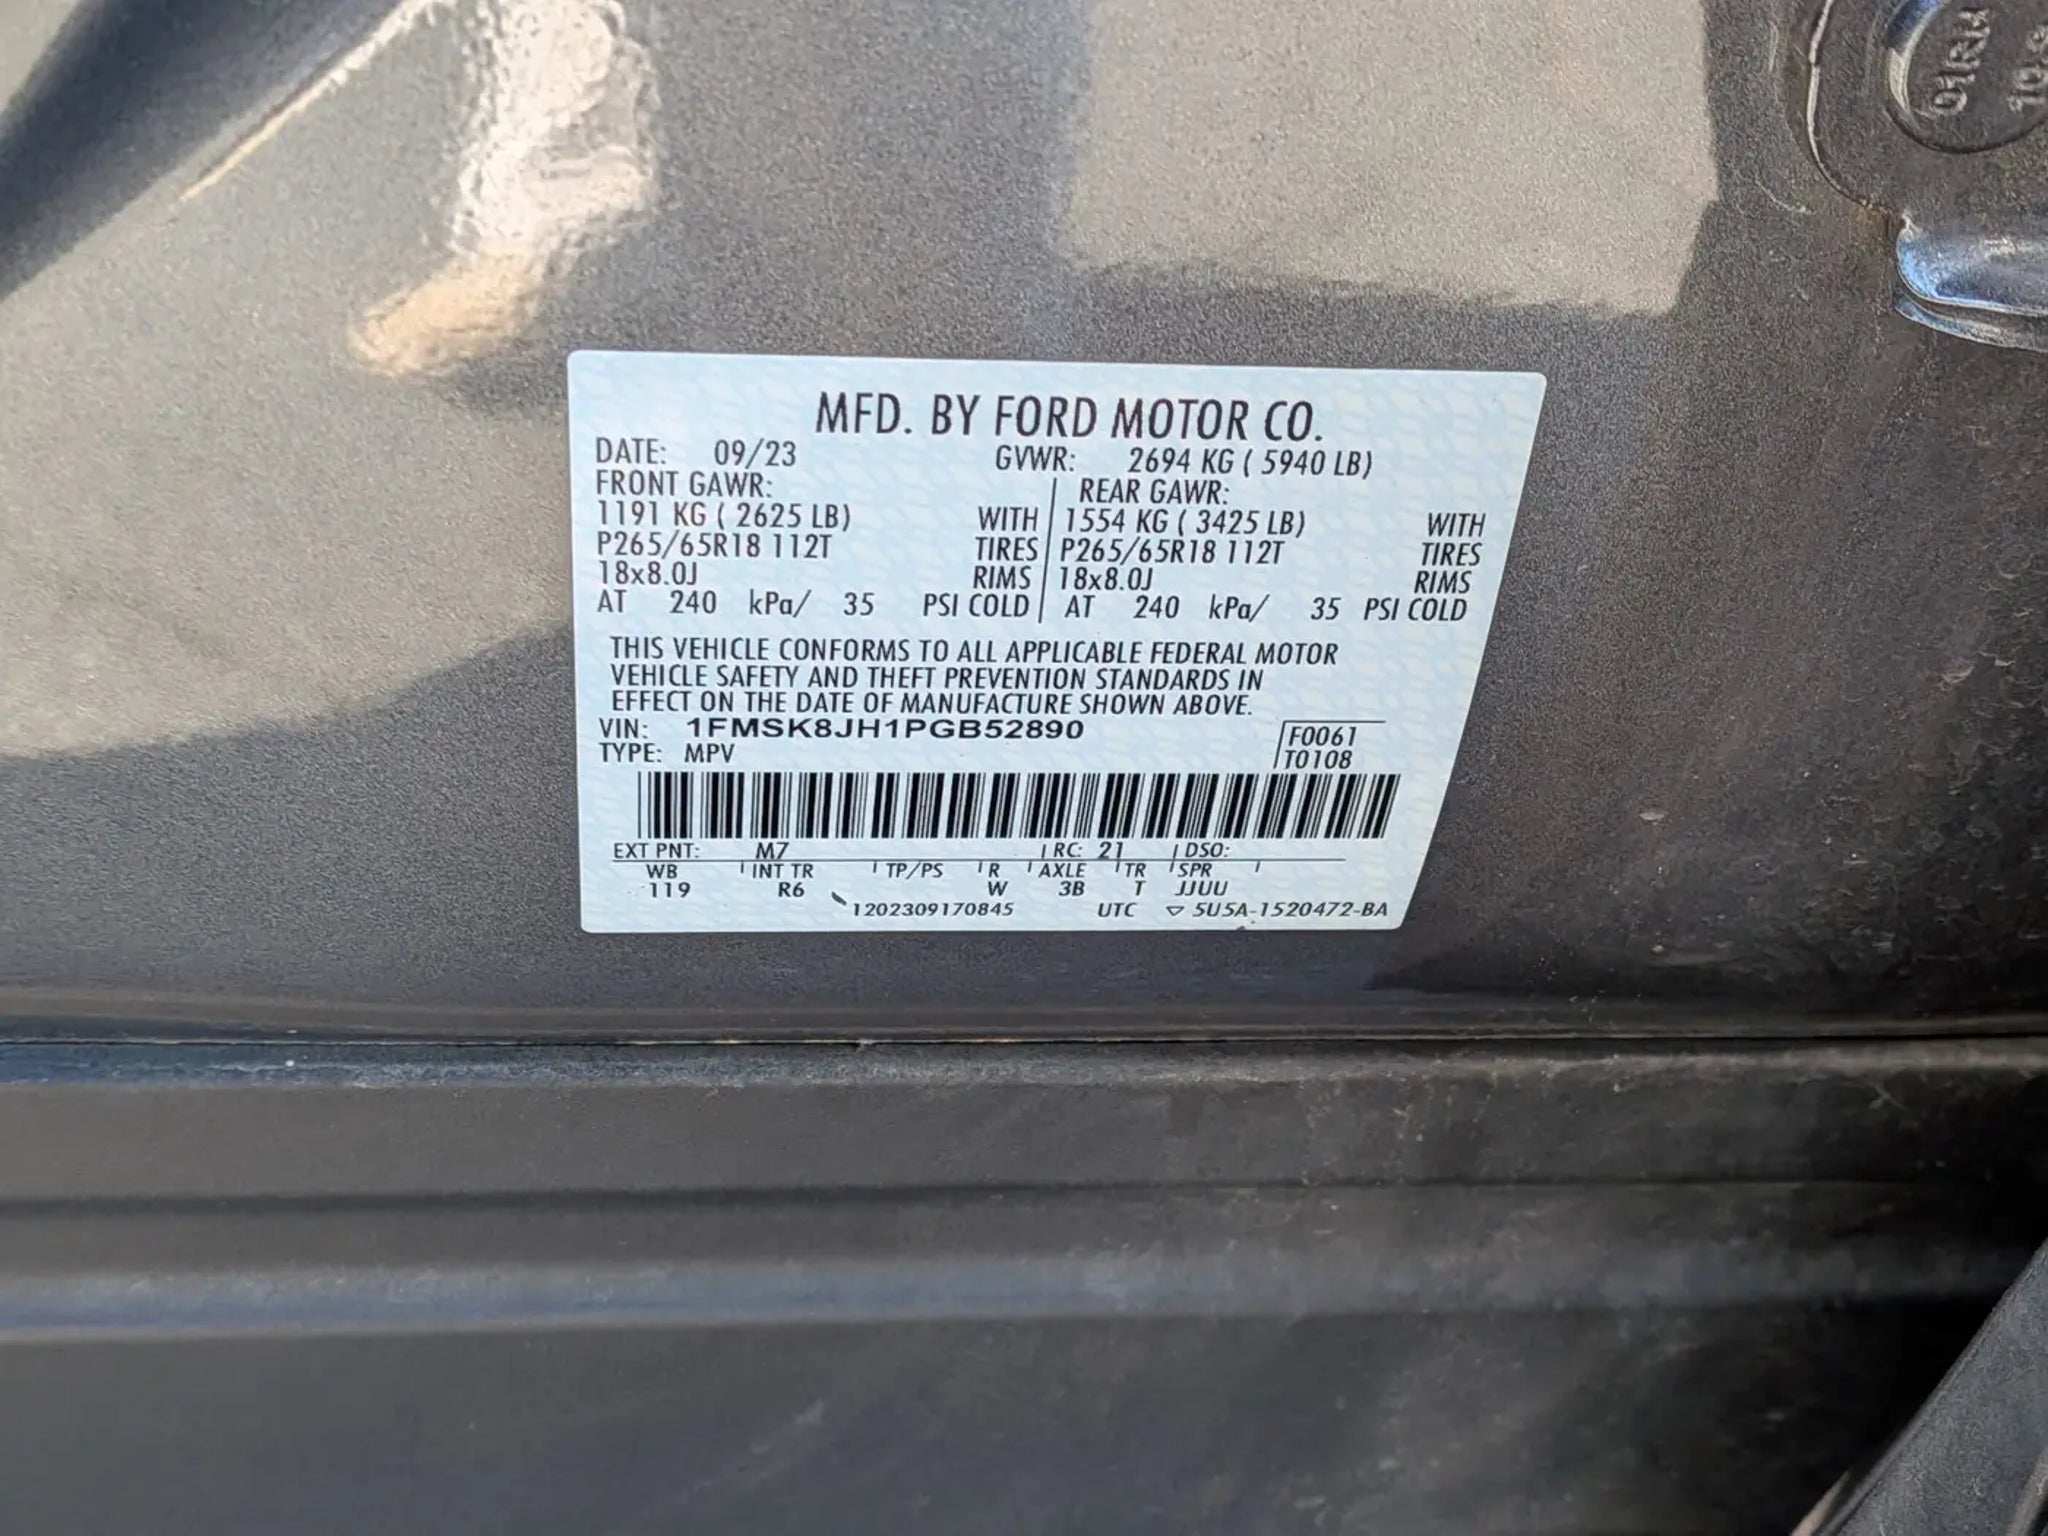 MFD. BY FORD MOTOR CO.
DATE: 09/23 GVWR: 2694 KG ( 5940 LB)
FRONT GAWR: REAR GAWR:
1191 KG ( 2625 LB) WITH 1554 KG ( 3425 LB) WITH
P265/65R18 112T TIRES P265/65R18 112T TIRES
18x8.0J RIMS 18x8.0J RIMS
AT 240 kPa/ 35 PSI COLD AT 240 kPa/ 35 PSI COLD
THIS VEHICLE CONFORMS TO ALL APPLICABLE FEDERAL MOTOR
VEHICLE SAFETY AND THEFT PREVENTION STANDARDS IN
EFFECT ON THE DATE OF MANUFACTURE SHOWN ABOVE.
VIN: 1FMSK8JH1PGB52890 F0061
TYPE: MPV T0108
EXT PNT: M7 RC: 21 DSO:
WB INT TR TP/PS R AXLE TR SPR
119 R6 W 3B T JJUU
1202309170845 UTC ▽ 5U5A-1520472-BA